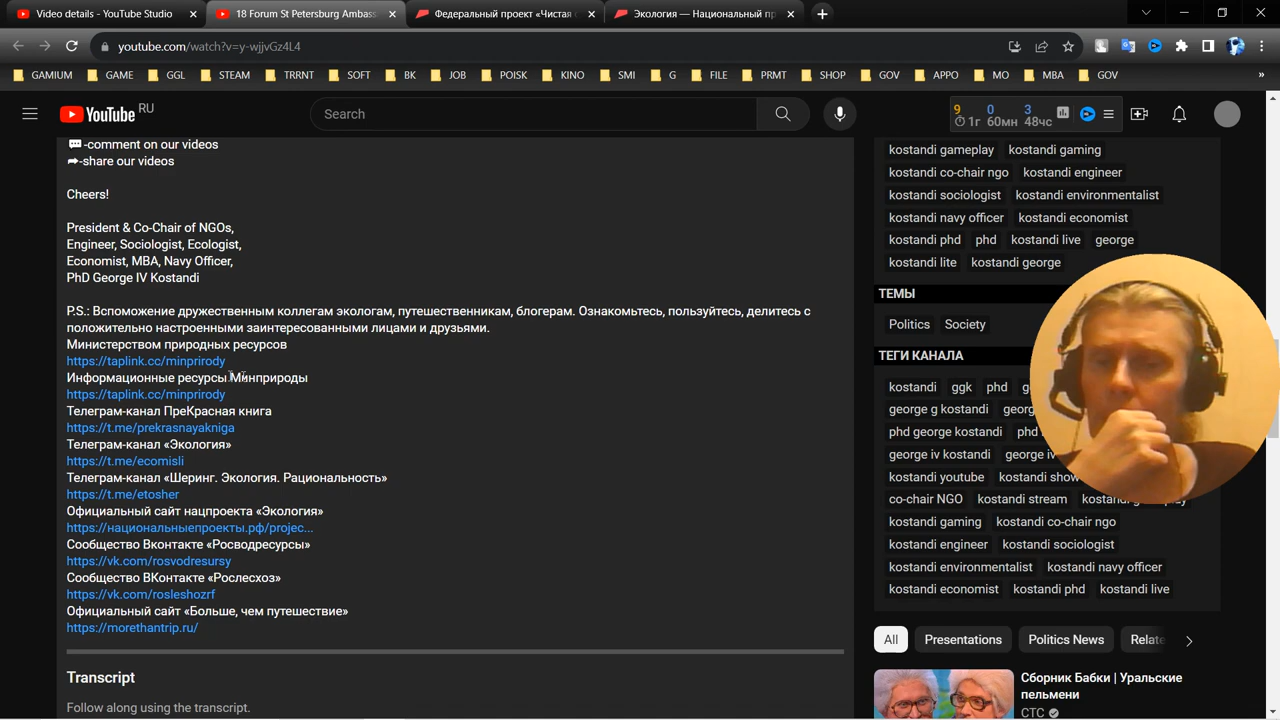 Video details - YouTube Studio
18 Forum St Petersburg Ambass
Федеральный проект «Чистая
Экология — Национальный пр
youtube.com/watch?v=y-wjjvGz4L4
GAMIUM GAME GGL STEAM TRRNT SOFT BK JOB POISK KINO SMI G FILE PRMT SHOP GOV APPO MO MBA GOV »
YouTube RU
Search
9 0 3
1г 60мн 48чс
-comment on our videos
-share our videos
Cheers!
President & Co-Chair of NGOs,
Engineer, Sociologist, Ecologist,
Economist, MBA, Navy Officer,
PhD George IV Kostandi
P.S.: Вспоможение дружественным коллегам экологам, путешественникам, блогерам. Ознакомьтесь, пользуйтесь, делитесь с
положительно настроенными заинтересованными лицами и друзьями.
Министерством природных ресурсов
https://taplink.cc/minprirody
Информационные ресурсы Минприроды
https://taplink.cc/minprirody
Телеграм-канал ПреКрасная книга
https://t.me/prekrasnayakniga
Телеграм-канал «Экология»
https://t.me/ecomisli
Телеграм-канал «Шеринг. Экология. Рациональность»
https://t.me/etosher
Официальный сайт нацпроекта «Экология»
https://национальныепроекты.рф/projec...
Сообщество Вконтакте «Росводресурсы»
https://vk.com/rosvodresursy
Сообщество ВКонтакте «Рослесхоз»
https://vk.com/rosleshozrf
Официальный сайт «Больше, чем путешествие»
https://morethantrip.ru/
Transcript
Follow along using the transcript.
kostandi gameplay kostandi gaming
kostandi co-chair ngo kostandi engineer
kostandi sociologist kostandi environmentalist
kostandi navy officer kostandi economist
kostandi phd phd kostandi live george
kostandi lite kostandi george
ТЕМЫ
Politics Society
ТЕГИ КАНАЛА
kostandi ggk phd
george g kostandi
phd george kostandi
george iv kostandi
kostandi youtube kostandi show
co-chair NGO kostandi stream
kostandi gaming kostandi co-chair ngo
kostandi engineer kostandi sociologist
kostandi environmentalist kostandi navy officer
kostandi economist kostandi phd kostandi live
All Presentations Politics News Relate
Сборник Бабки | Уральские
пельмени
СТС